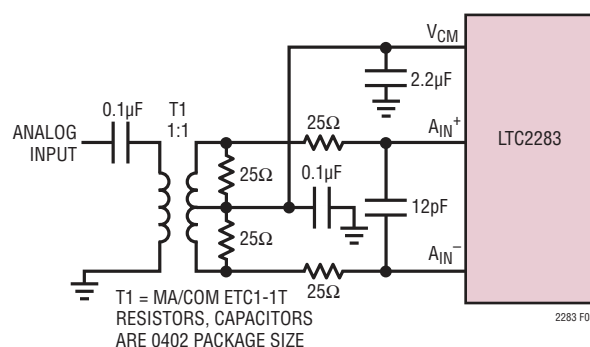 V_CM
2.2µF
0.1µF
T1
1:1
ANALOG
INPUT
25Ω
A_IN⁺
LTC2283
25Ω
0.1µF
12pF
25Ω
A_IN⁻
25Ω
T1 = MA/COM ETC1-1T
RESISTORS, CAPACITORS
ARE 0402 PACKAGE SIZE
2283 F0